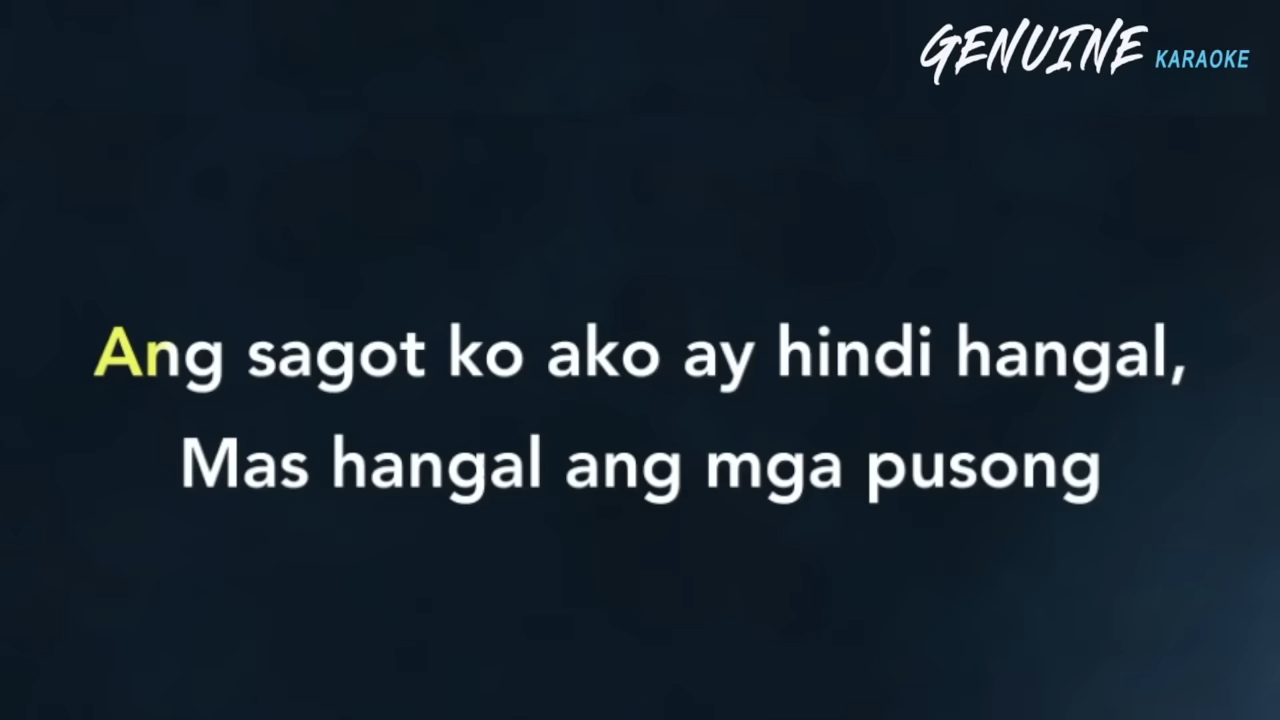 GENUINE KARAOKE
Ang sagot ko ako ay hindi hangal,
Mas hangal ang mga pusong